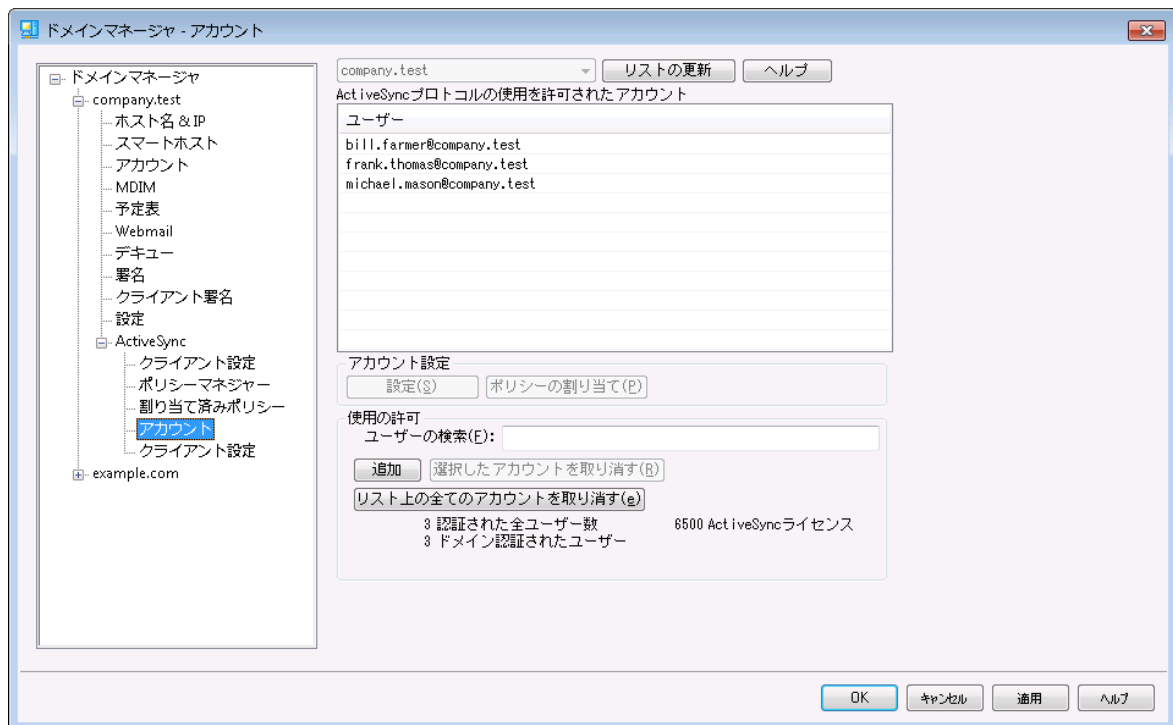 ドメインマネージャ - アカウント
ドメインマネージャ
company.test
ホスト名 & IP
スマートホスト
アカウント
MDIM
予定表
Webmail
デキュー
署名
クライアント署名
設定
ActiveSync
クライアント設定
ポリシーマネジャー
割り当て済みポリシー
アカウント
クライアント設定
example.com
company.test
リストの更新
ヘルプ
ActiveSyncプロトコルの使用を許可されたアカウント
ユーザー
bill.farmer@company.test
frank.thomas@company.test
michael.mason@company.test
アカウント設定
設定(S)
ポリシーの割り当て(P)
使用の許可
ユーザーの検索(F):
追加
選択したアカウントを取り消す(R)
リスト上の全てのアカウントを取り消す(e)
3 認証された全ユーザー数
6500 ActiveSyncライセンス
3 ドメイン認証されたユーザー
OK
キャンセル
適用
ヘルプ